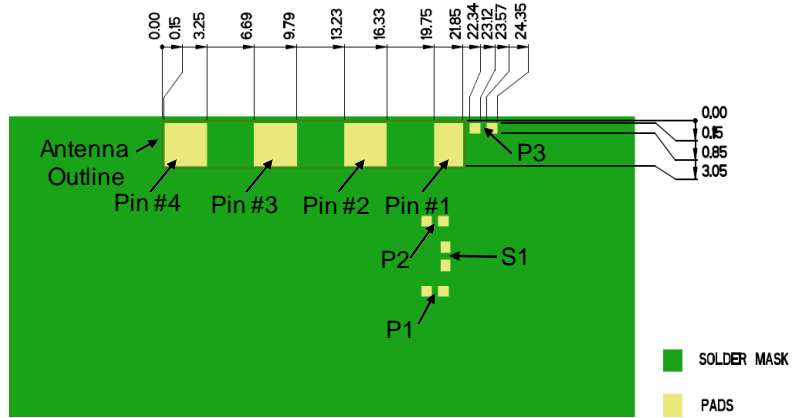 0.00
0.15
3.25
6.69
9.79
13.23
16.33
19.75
21.85
22.34
23.12
23.57
24.35
0.00
0.15
0.85
3.05
Antenna
Outline
P3
Pin #4
Pin #3
Pin #2
Pin #1
P2
S1
P1
SOLDER MASK
PADS